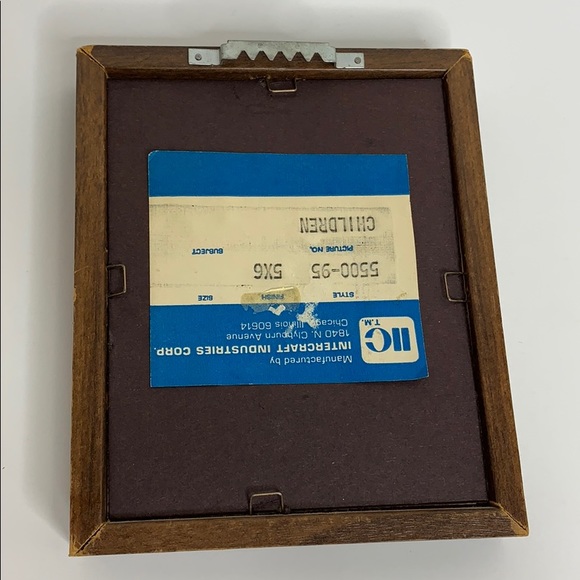 IIC
T.M.
Manufactured by
INTERCRAFT INDUSTRIES CORP.
1840 N. Clybourn Avenue
Chicago, Illinois 60614
STYLE FINISH SIZE
5500-95 5X6
PICTURE NO. SUBJECT
CHILDREN